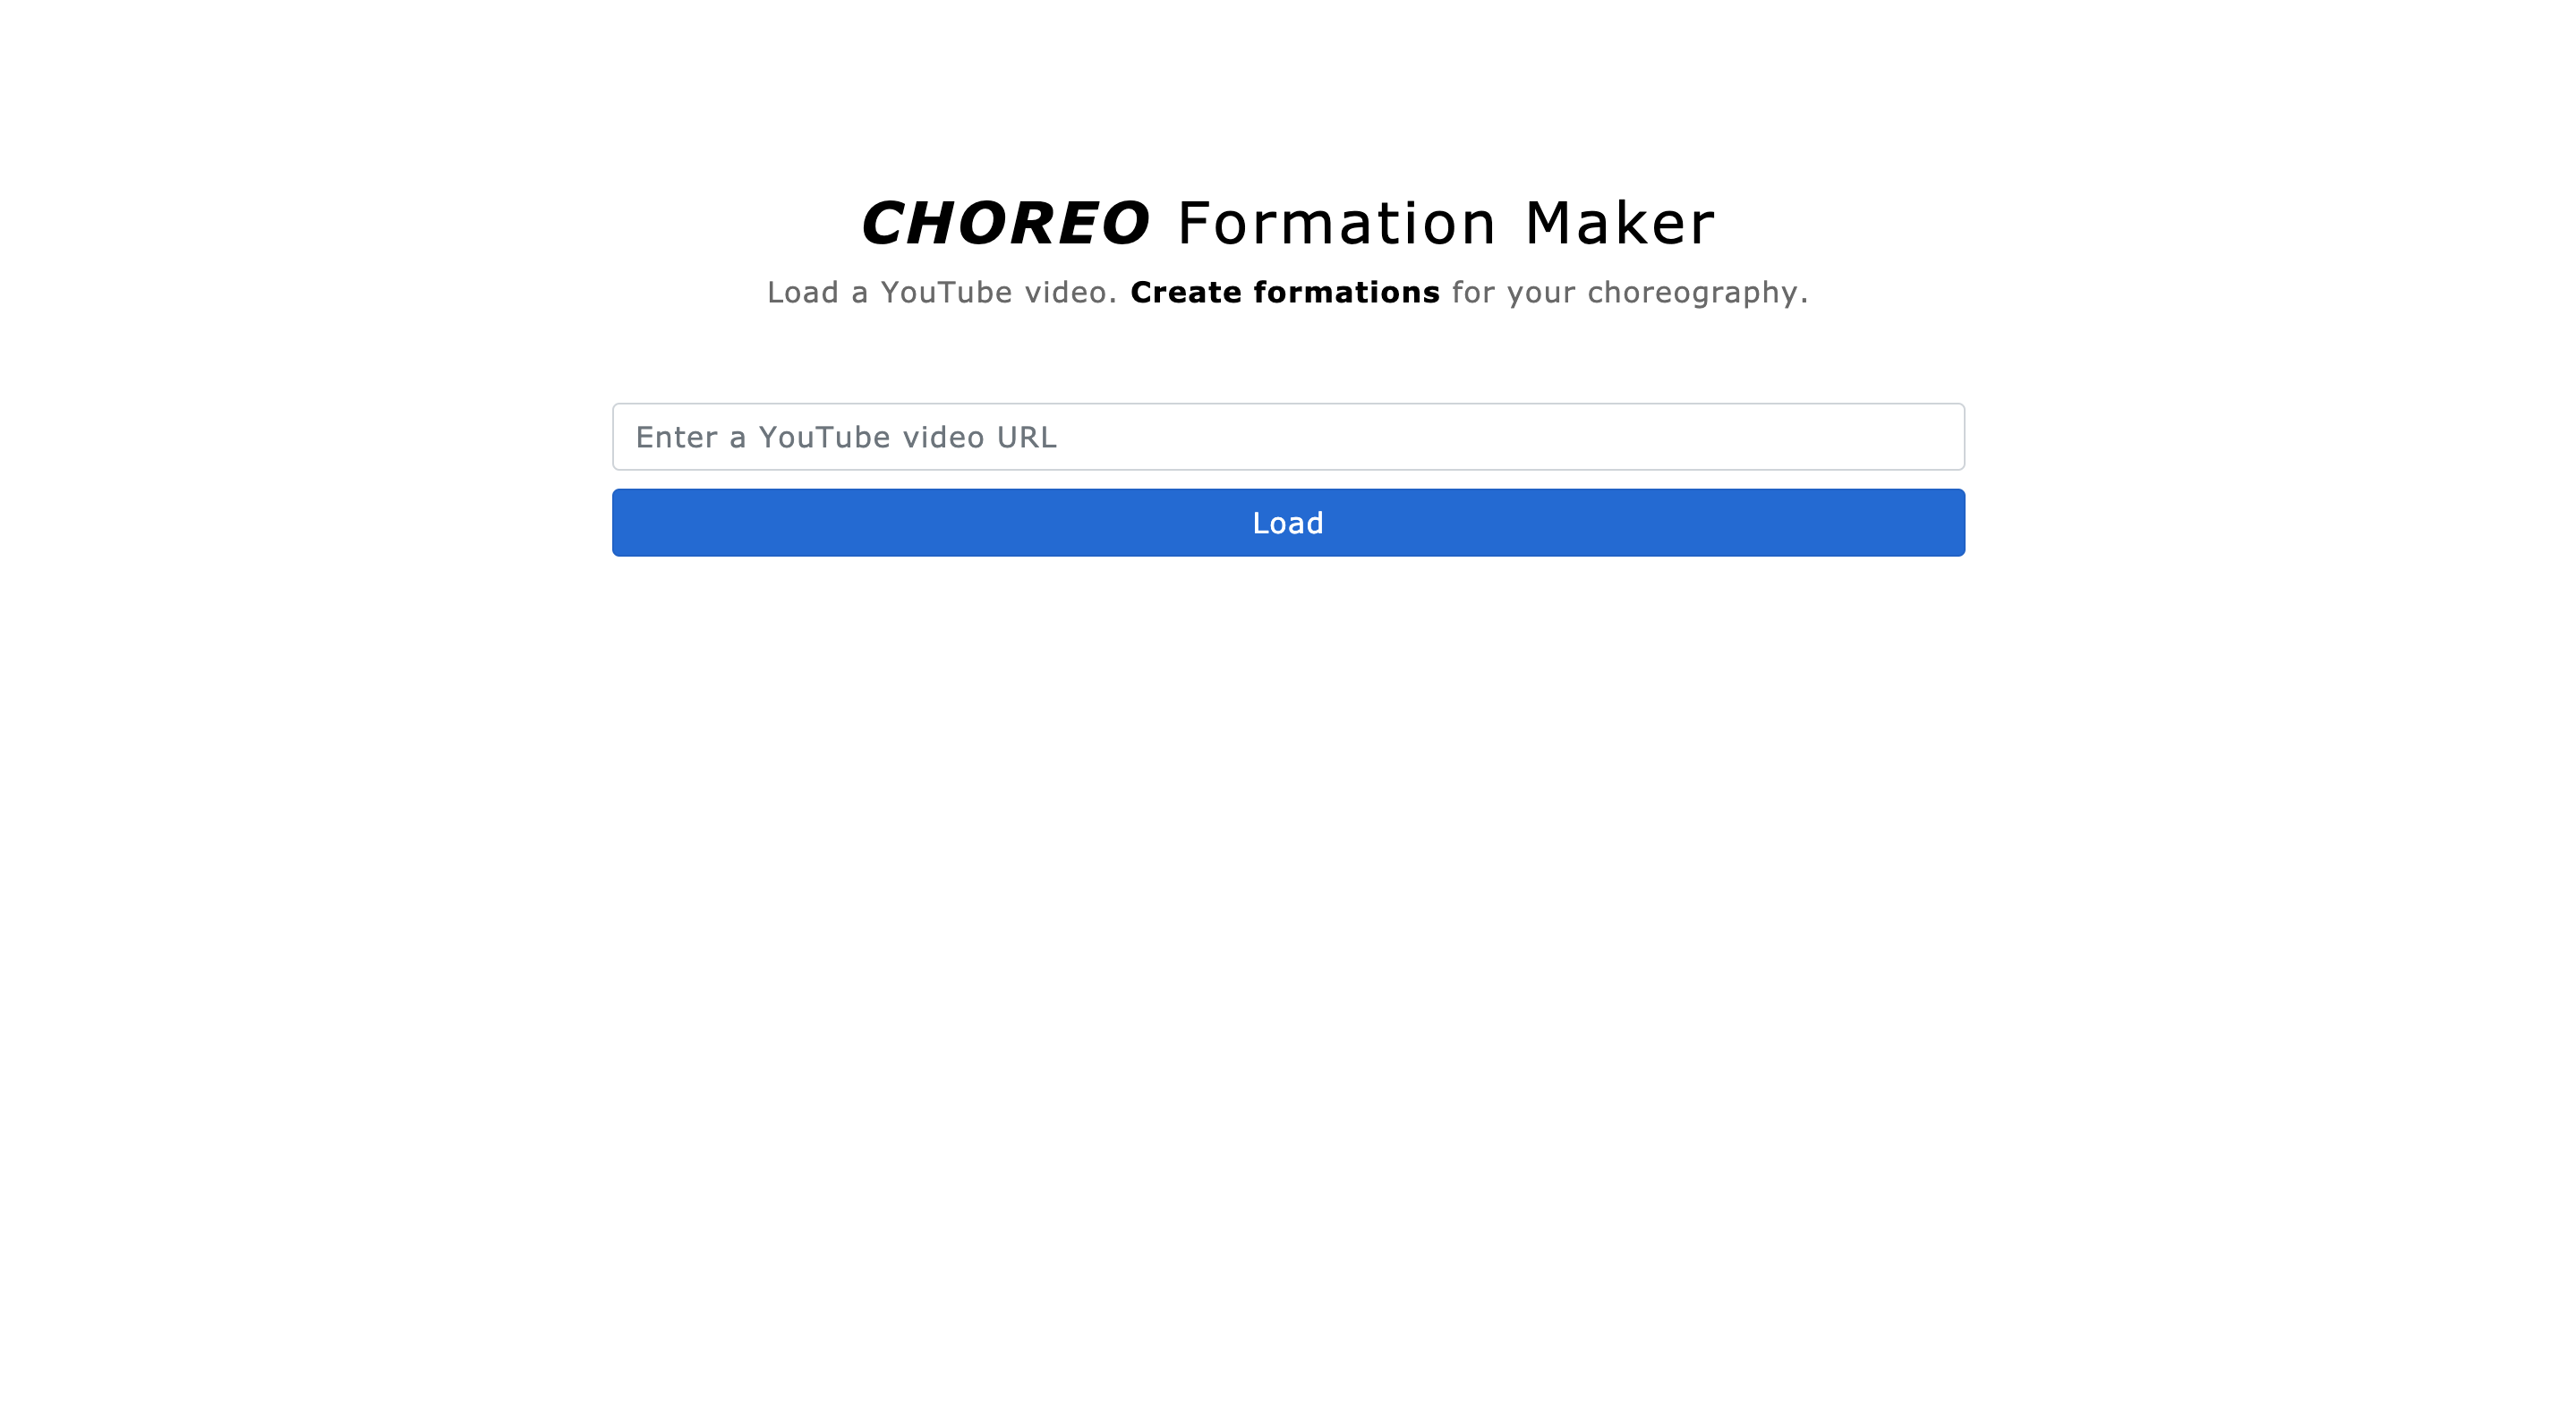 CHOREO Formation Maker
Load a YouTube video. Create formations for your choreography.
Enter a YouTube video URL
Load